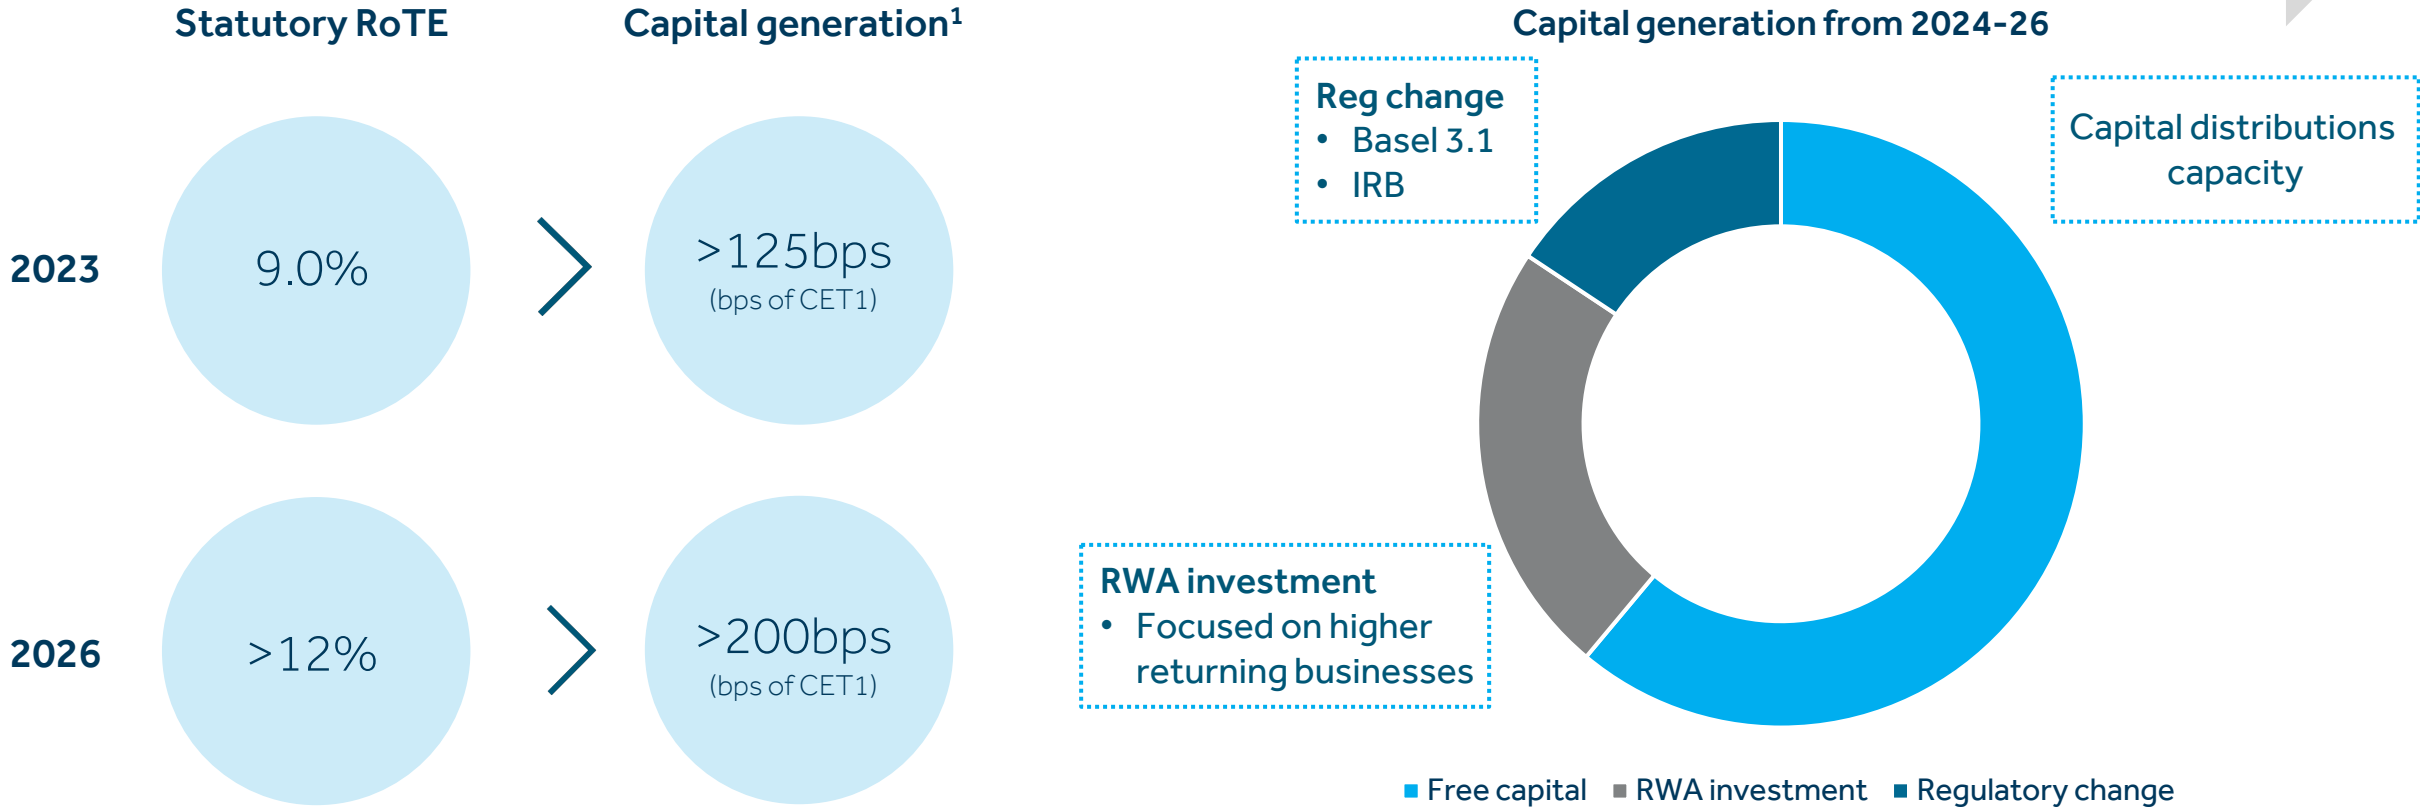 Statutory RoTE
Capital generation¹
2023
9.0%
>125bps
(bps of CET1)
2026
>12%
>200bps
(bps of CET1)
Capital generation from 2024-26
Reg change
• Basel 3.1
• IRB
Capital distributions
capacity
RWA investment
• Focused on higher
returning businesses
Free capital
RWA investment
Regulatory change